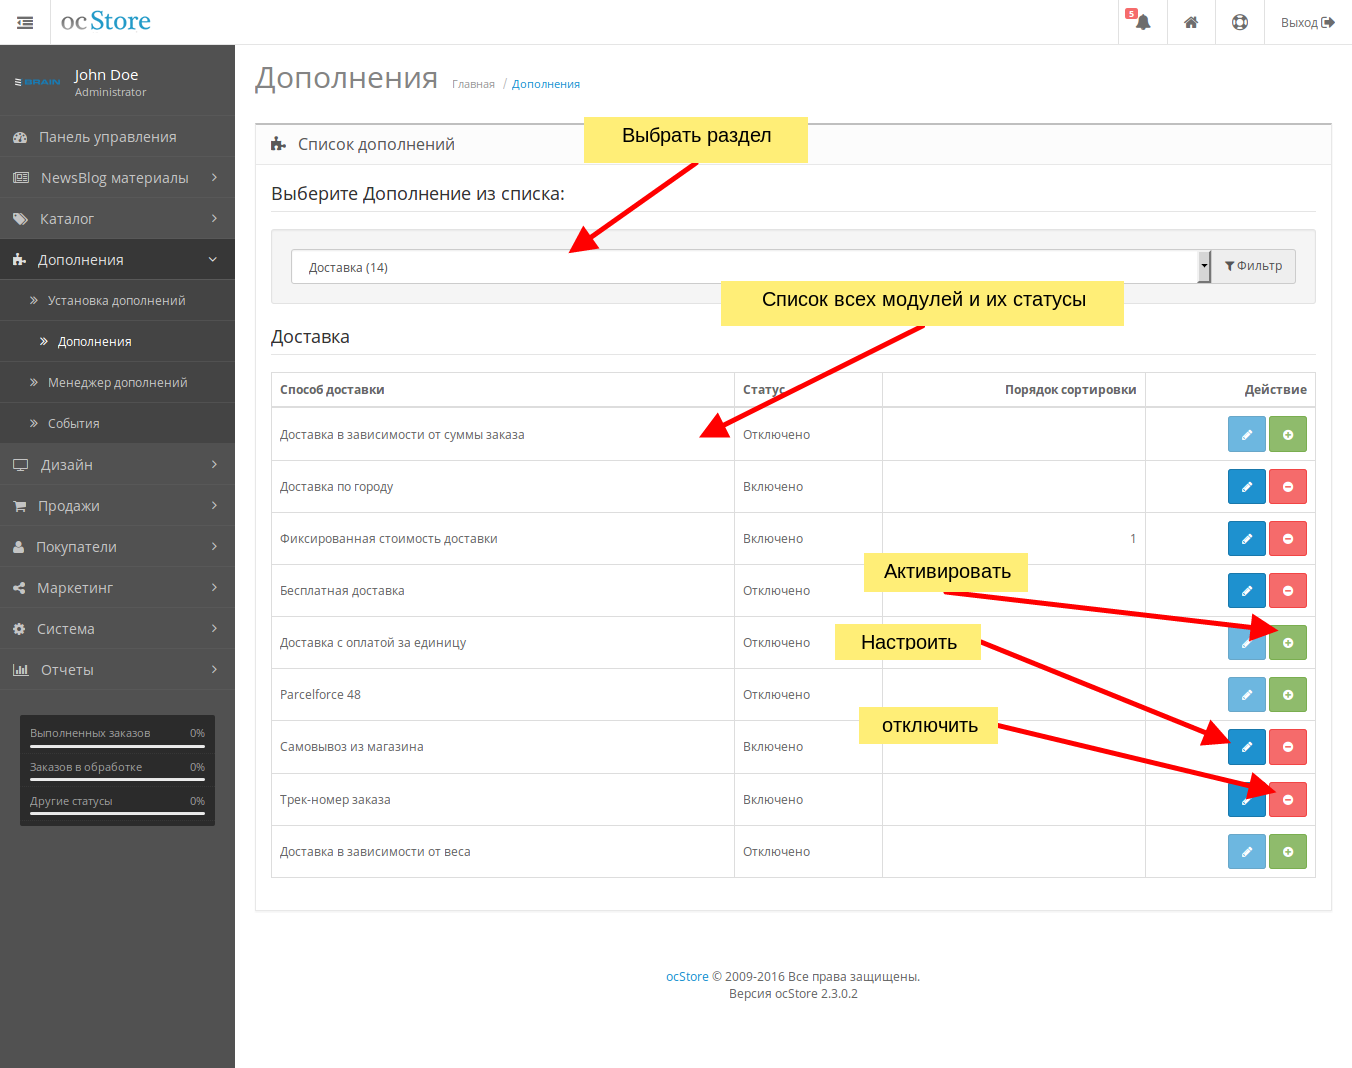 ocStore
5
Выход
BRAIN
John Doe
Administrator
Панель управления
NewsBlog материалы
Каталог
Дополнения
Установка дополнений
Дополнения
Менеджер дополнений
События
Дизайн
Продажи
Покупатели
Маркетинг
Система
Отчеты
Выполненных заказов 0%
Заказов в обработке 0%
Другие статусы 0%
Дополнения Главная / Дополнения
Список дополнений
Выбрать раздел
Выберите Дополнение из списка:
Доставка (14)
Фильтр
Список всех модулей и их статусы
Доставка
Способ доставки Статус Порядок сортировки Действие
Доставка в зависимости от суммы заказа Отключено
Доставка по городу Включено
Фиксированная стоимость доставки Включено 1
Активировать
Бесплатная доставка Отключено
Доставка с оплатой за единицу Отключено
Настроить
Parcelforce 48 Отключено
отключить
Самовывоз из магазина Включено
Трек-номер заказа Включено
Доставка в зависимости от веса Отключено
ocStore © 2009-2016 Все права защищены.
Версия ocStore 2.3.0.2